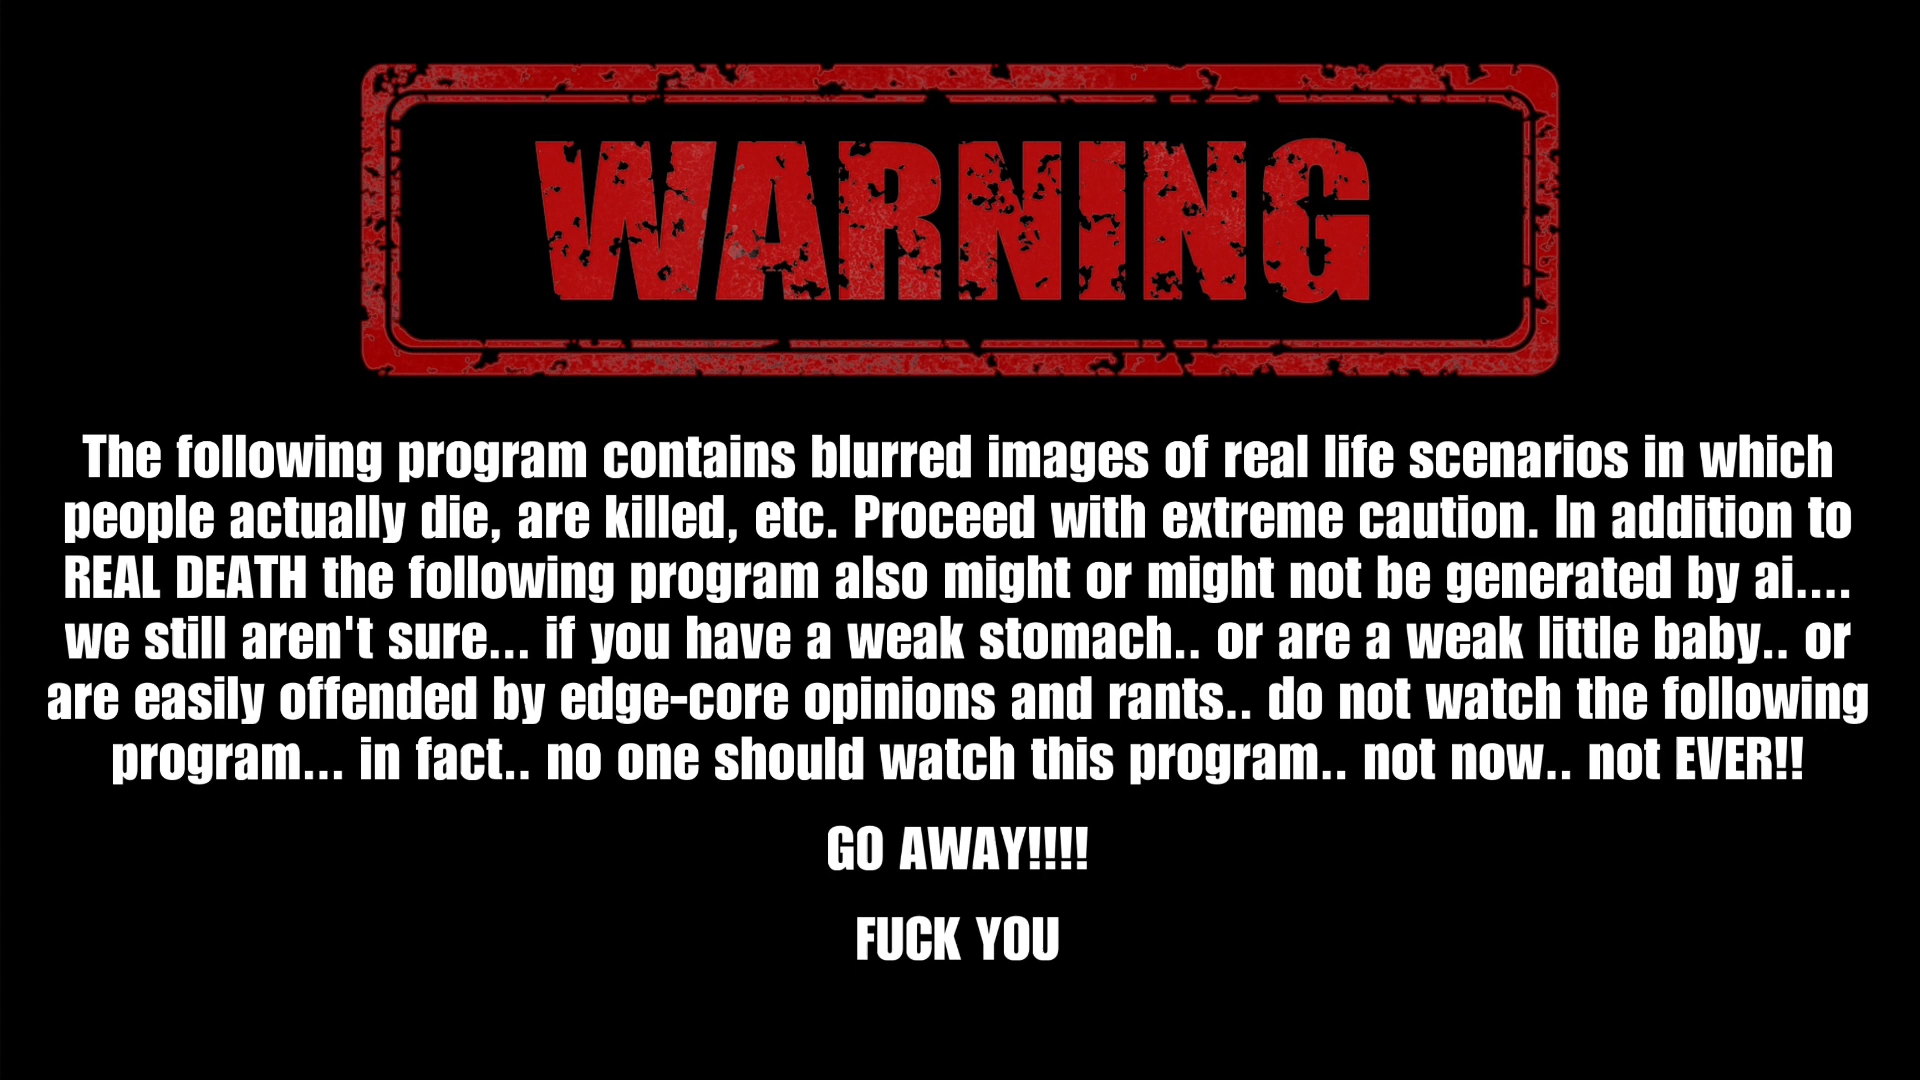 WARNING
The following program contains blurred images of real life scenarios in which
people actually die, are killed, etc. Proceed with extreme caution. In addition to
REAL DEATH the following program also might or might not be generated by ai....
we still aren't sure... if you have a weak stomach.. or are a weak little baby.. or
are easily offended by edge-core opinions and rants.. do not watch the following
program... in fact.. no one should watch this program.. not now.. not EVER!!
GO AWAY!!!!
FUCK YOU